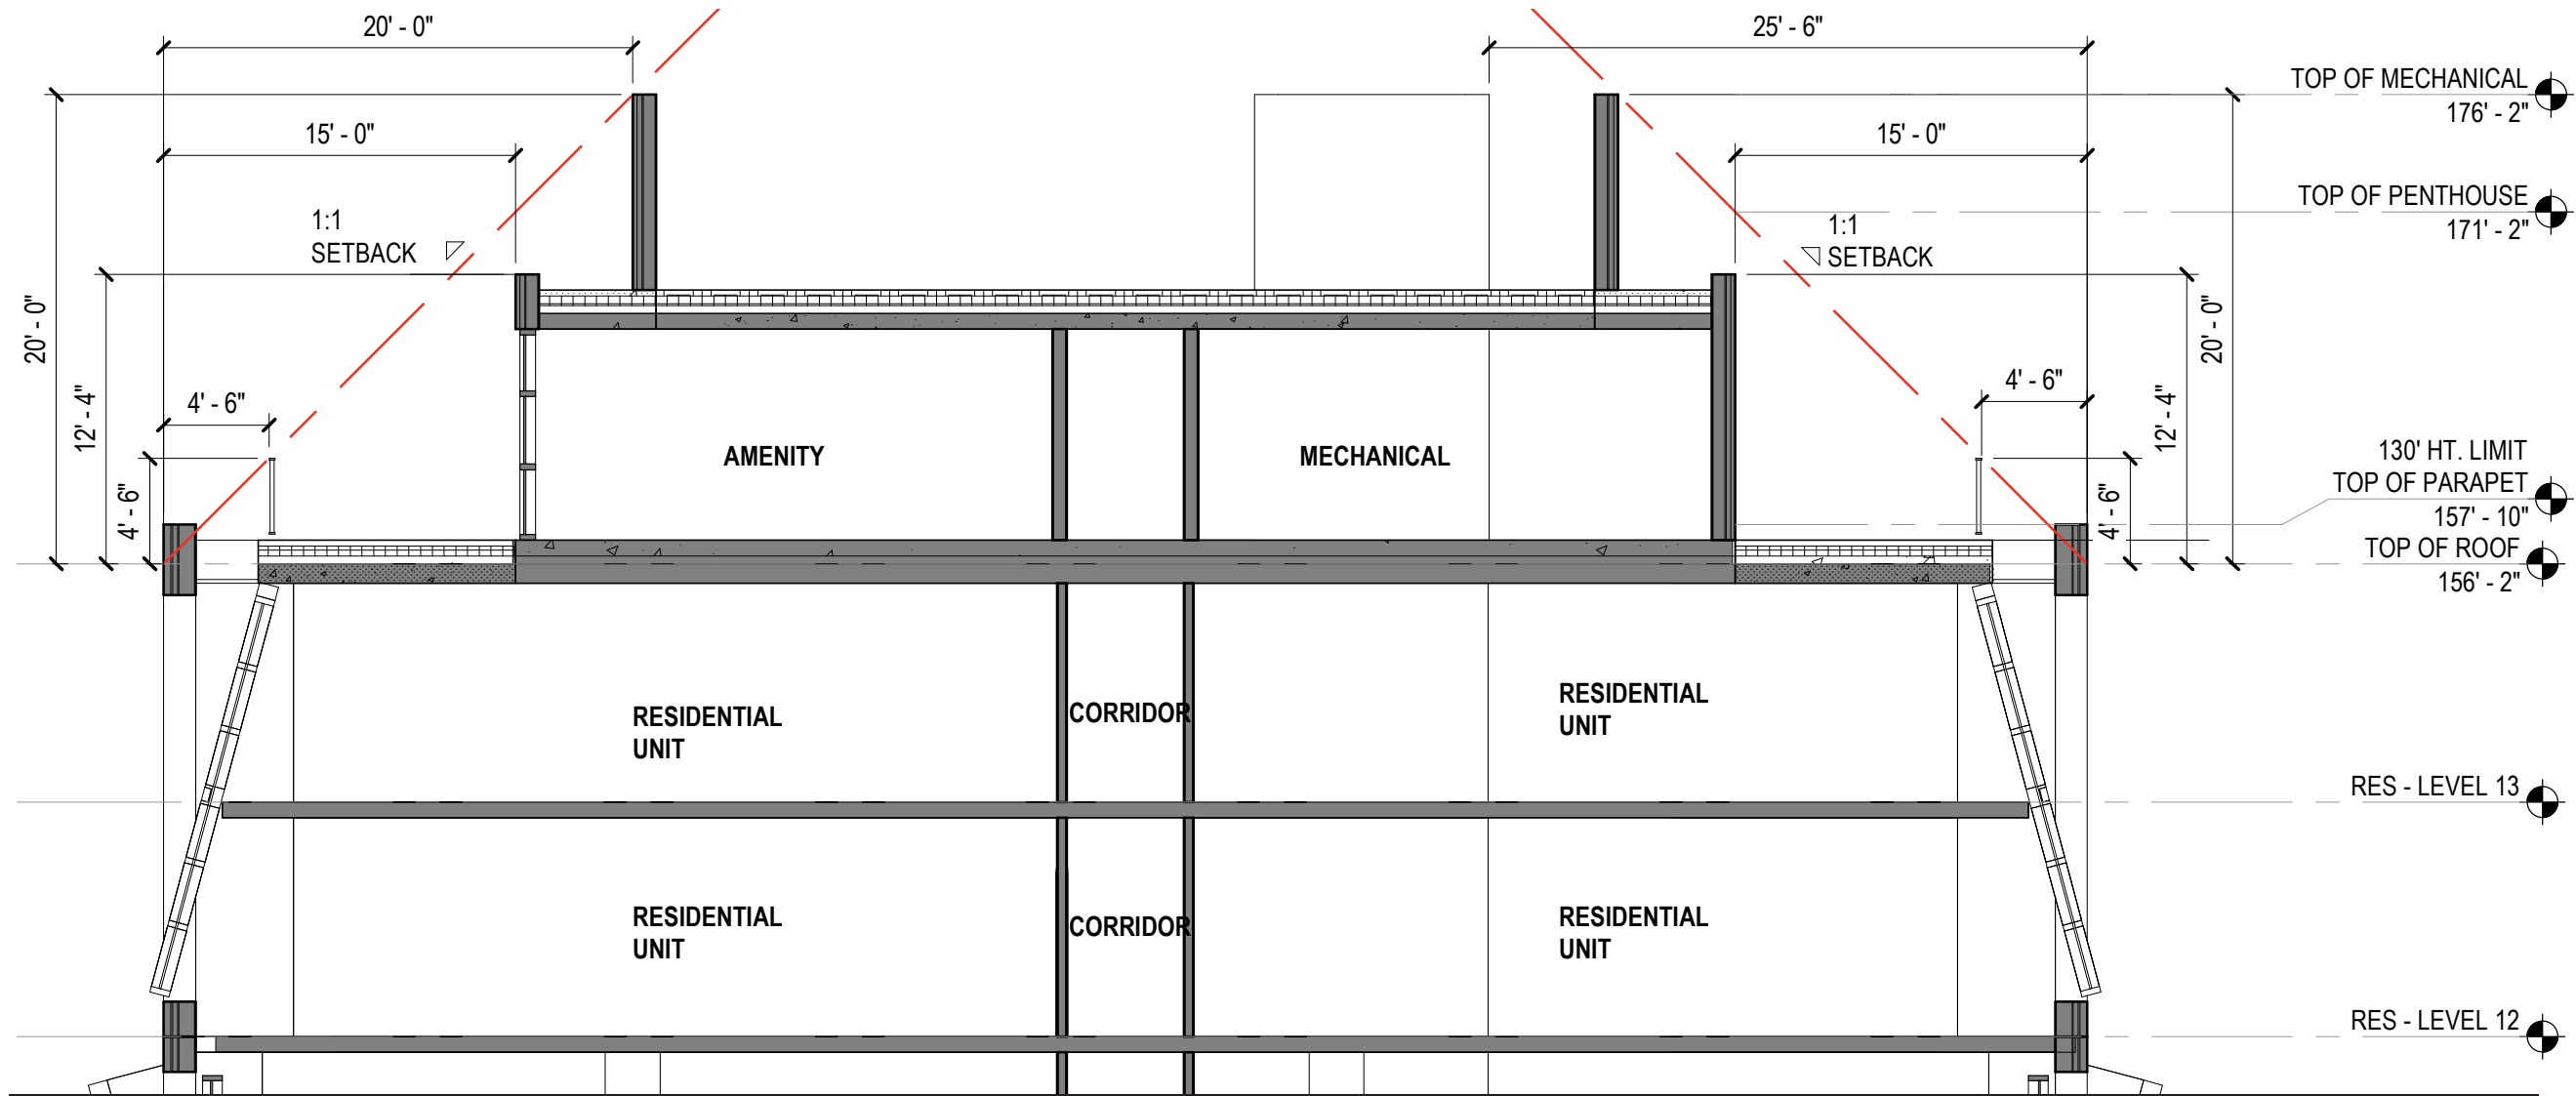 20' - 0"
25' - 6"
TOP OF MECHANICAL
176' - 2"
15' - 0"
15' - 0"
TOP OF PENTHOUSE
171' - 2"
1:1
SETBACK
1:1
SETBACK
20' - 0"
12' - 4"
4' - 6"
4' - 6"
20' - 0"
12' - 4"
4' - 6"
4' - 6"
AMENITY
MECHANICAL
130' HT. LIMIT
TOP OF PARAPET
157' - 10"
TOP OF ROOF
156' - 2"
RESIDENTIAL
UNIT
CORRIDOR
RESIDENTIAL
UNIT
RES - LEVEL 13
RESIDENTIAL
UNIT
CORRIDOR
RESIDENTIAL
UNIT
RES - LEVEL 12